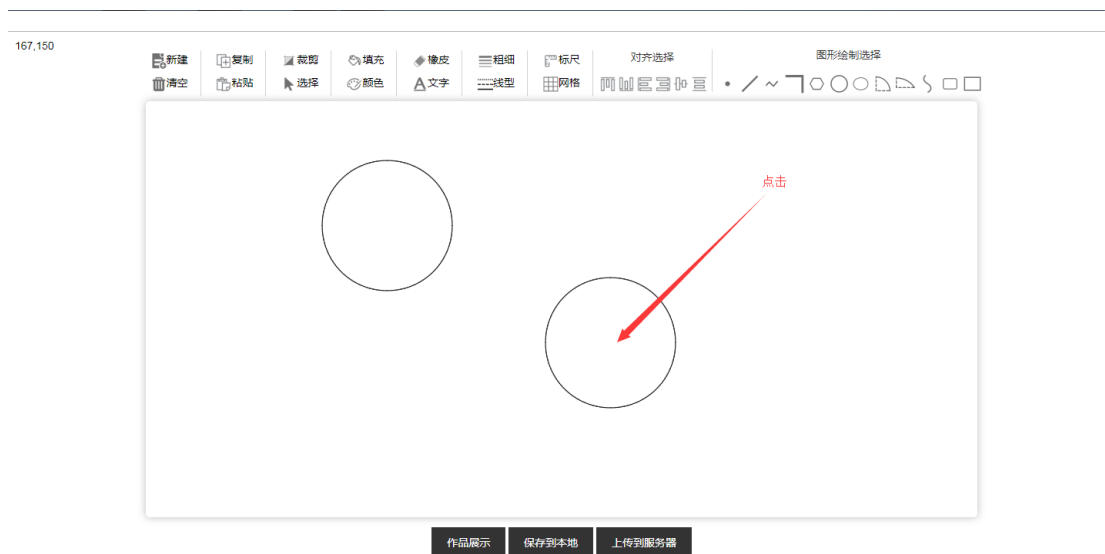 167,150
新建 复制 裁剪 填充 橡皮 粗细 标尺 对齐选择 图形绘制选择
清空 粘贴 选择 颜色 文字 线型 网格
点击
作品展示 保存到本地 上传到服务器